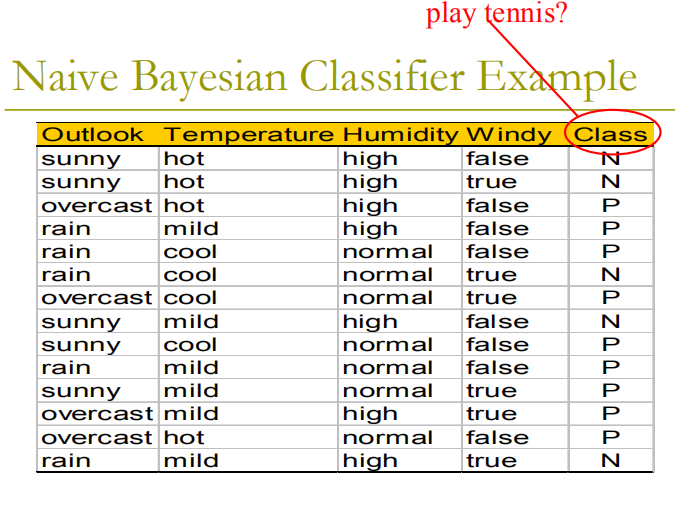 play tennis?
Naive Bayesian Classifier Example
Outlook Temperature Humidity Windy Class
sunny hot high false N
sunny hot high true N
overcast hot high false P
rain mild high false P
rain cool normal false P
rain cool normal true N
overcast cool normal true P
sunny mild high false N
sunny cool normal false P
rain mild normal false P
sunny mild normal true P
overcast mild high true P
overcast hot normal false P
rain mild high true N